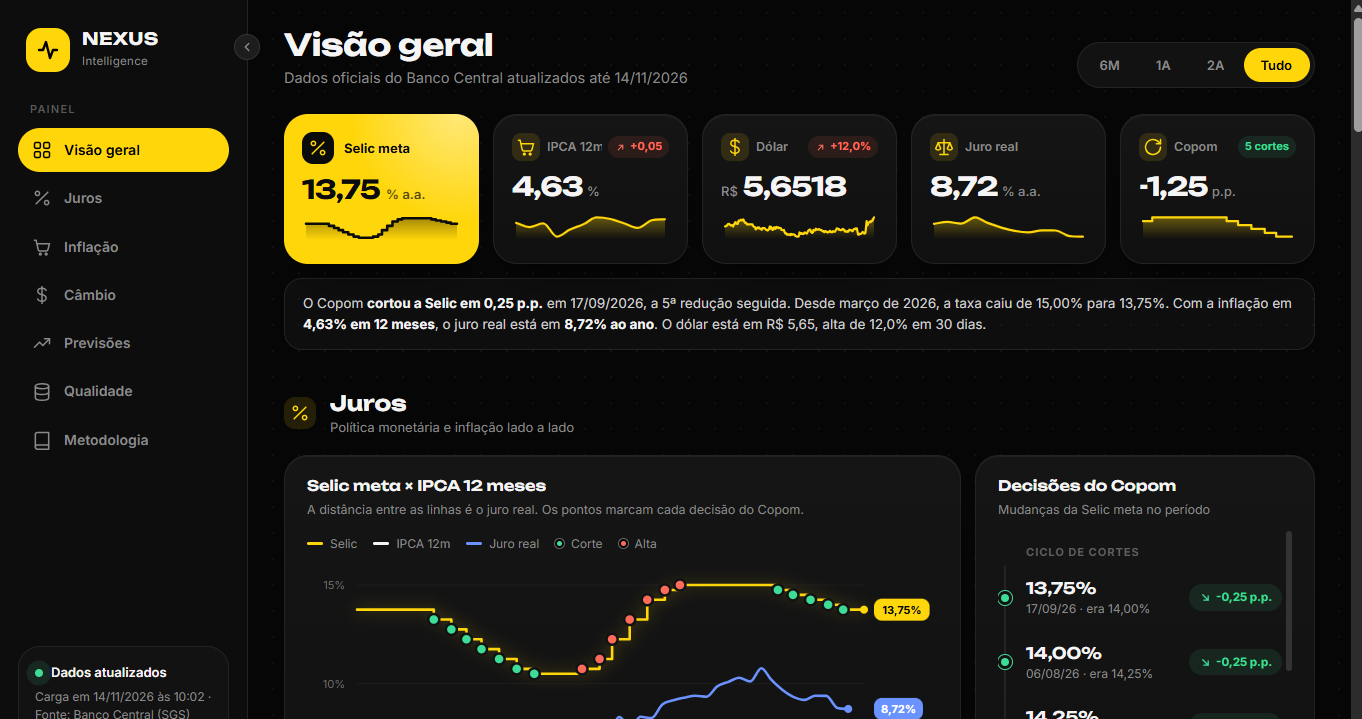 NEXUS
Intelligence
PAINEL
Visão geral
Juros
Inflação
Câmbio
Previsões
Qualidade
Metodologia
Dados atualizados
Carga em 14/11/2026 às 10:02 ·
Fonte: Banco Central (SGS)
Visão geral
Dados oficiais do Banco Central atualizados até 14/11/2026
6M 1A 2A Tudo
Selic meta
13,75 % a.a.
IPCA 12m +0,05
4,63 %
Dólar +12,0%
R$ 5,6518
Juro real
8,72 % a.a.
Copom 5 cortes
-1,25 p.p.
O Copom cortou a Selic em 0,25 p.p. em 17/09/2026, a 5ª redução seguida. Desde março de 2026, a taxa caiu de 15,00% para 13,75%. Com a inflação em
4,63% em 12 meses, o juro real está em 8,72% ao ano. O dólar está em R$ 5,65, alta de 12,0% em 30 dias.
Juros
Política monetária e inflação lado a lado
Selic meta × IPCA 12 meses
A distância entre as linhas é o juro real. Os pontos marcam cada decisão do Copom.
Selic IPCA 12m Juro real Corte Alta
15%
13,75%
10%
8,72%
Decisões do Copom
Mudanças da Selic meta no período
CICLO DE CORTES
13,75%
17/09/26 · era 14,00%
-0,25 p.p.
14,00%
06/08/26 · era 14,25%
-0,25 p.p.
14,25%